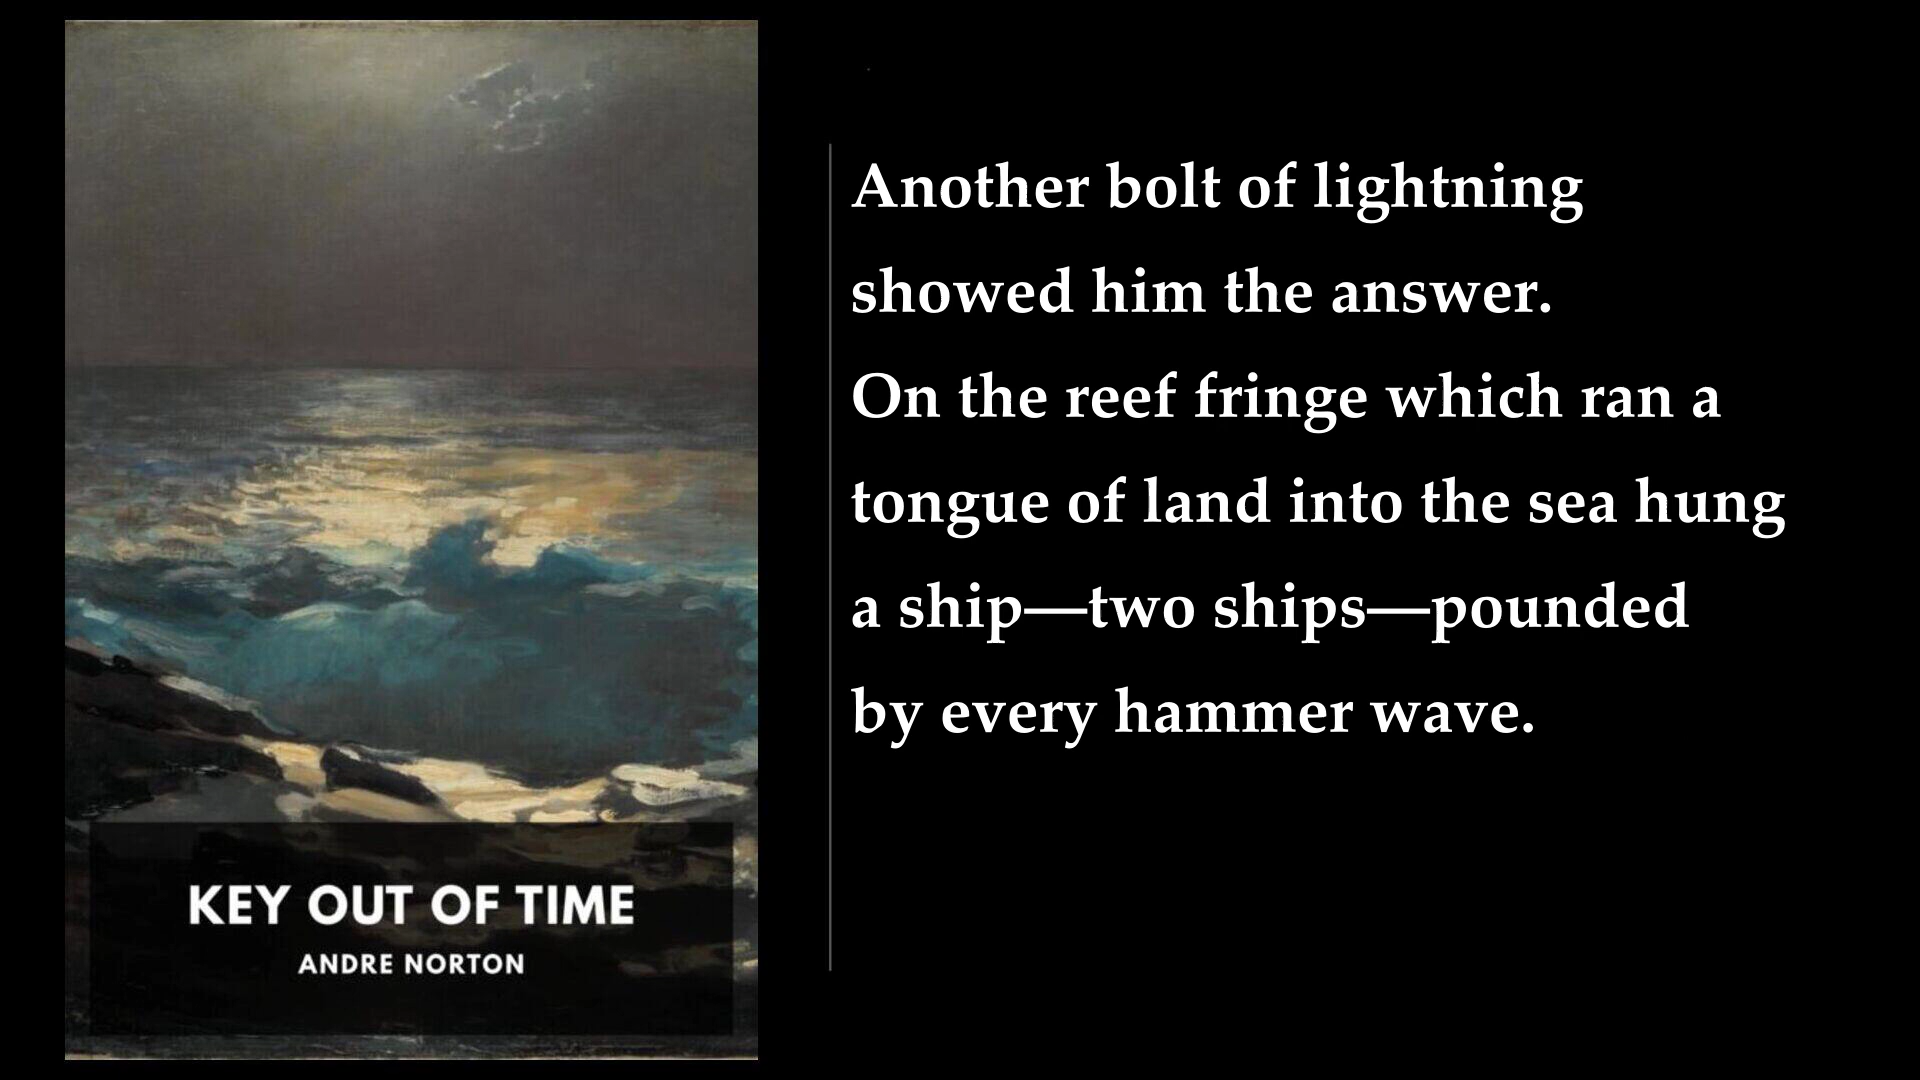 KEY OUT OF TIME
ANDRE NORTON
Another bolt of lightning
showed him the answer.
On the reef fringe which ran a
tongue of land into the sea hung
a ship—two ships—pounded
by every hammer wave.